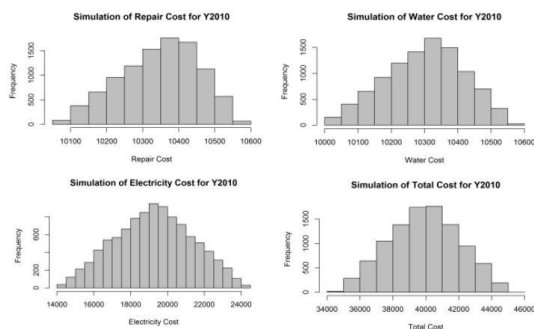 Simulation of Repair Cost for Y2010
Frequency
0 500 1000 1500
10100 10200 10300 10400 10500 10600
Repair Cost
Simulation of Water Cost for Y2010
Frequency
0 500 1000 1500
10000 10100 10200 10300 10400 10500 10600
Water Cost
Simulation of Electricity Cost for Y2010
Frequency
0 200 600
14000 16000 18000 20000 22000 24000
Electricity Cost
Simulation of Total Cost for Y2010
Frequency
0 500 1000 1500
34000 36000 38000 40000 42000 44000 46000
Total Cost